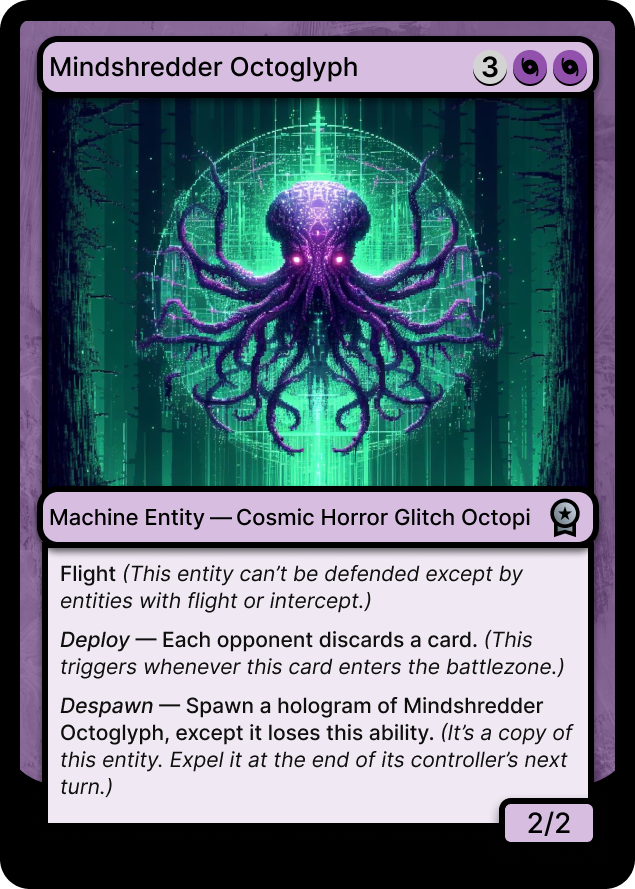 Mindshredder Octoglyph 3
Machine Entity — Cosmic Horror Glitch Octopi
Flight (This entity can’t be defended except by
entities with flight or intercept.)
Deploy — Each opponent discards a card. (This
triggers whenever this card enters the battlezone.)
Despawn — Spawn a hologram of Mindshredder
Octoglyph, except it loses this ability. (It’s a copy of
this entity. Expel it at the end of its controller’s next
turn.)
2/2